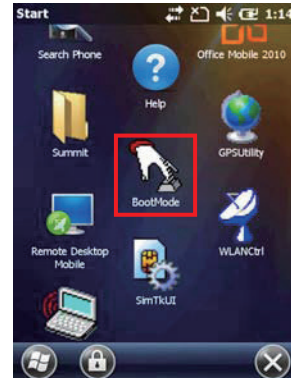 Start 1:14
Search Phone
Office Mobile 2010
Help
Summit
GPSUtility
BootMode
Remote Desktop
Mobile
WLANCtrl
SimTkUI